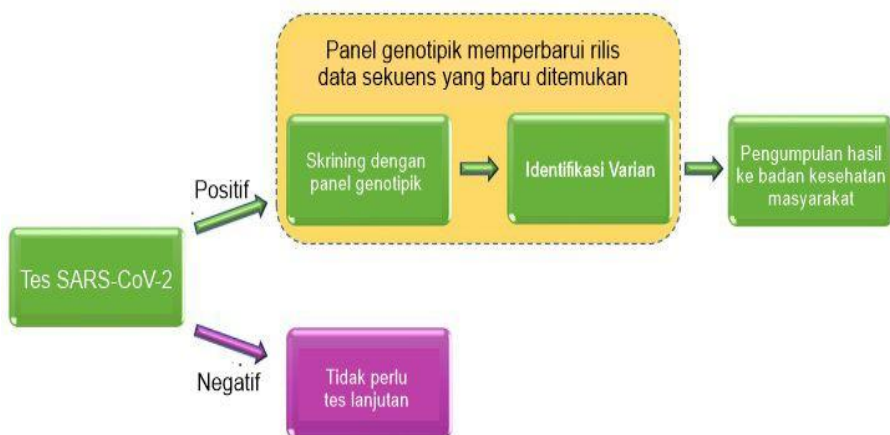 Panel genotipik memperbarui rilis
data sekuens yang baru ditemukan
Skrining dengan
panel genotipik
Identifikasi Varian
Pengumpulan hasil
ke badan kesehatan
masyarakat
Positif
Tes SARS-CoV-2
Negatif
Tidak perlu
tes lanjutan